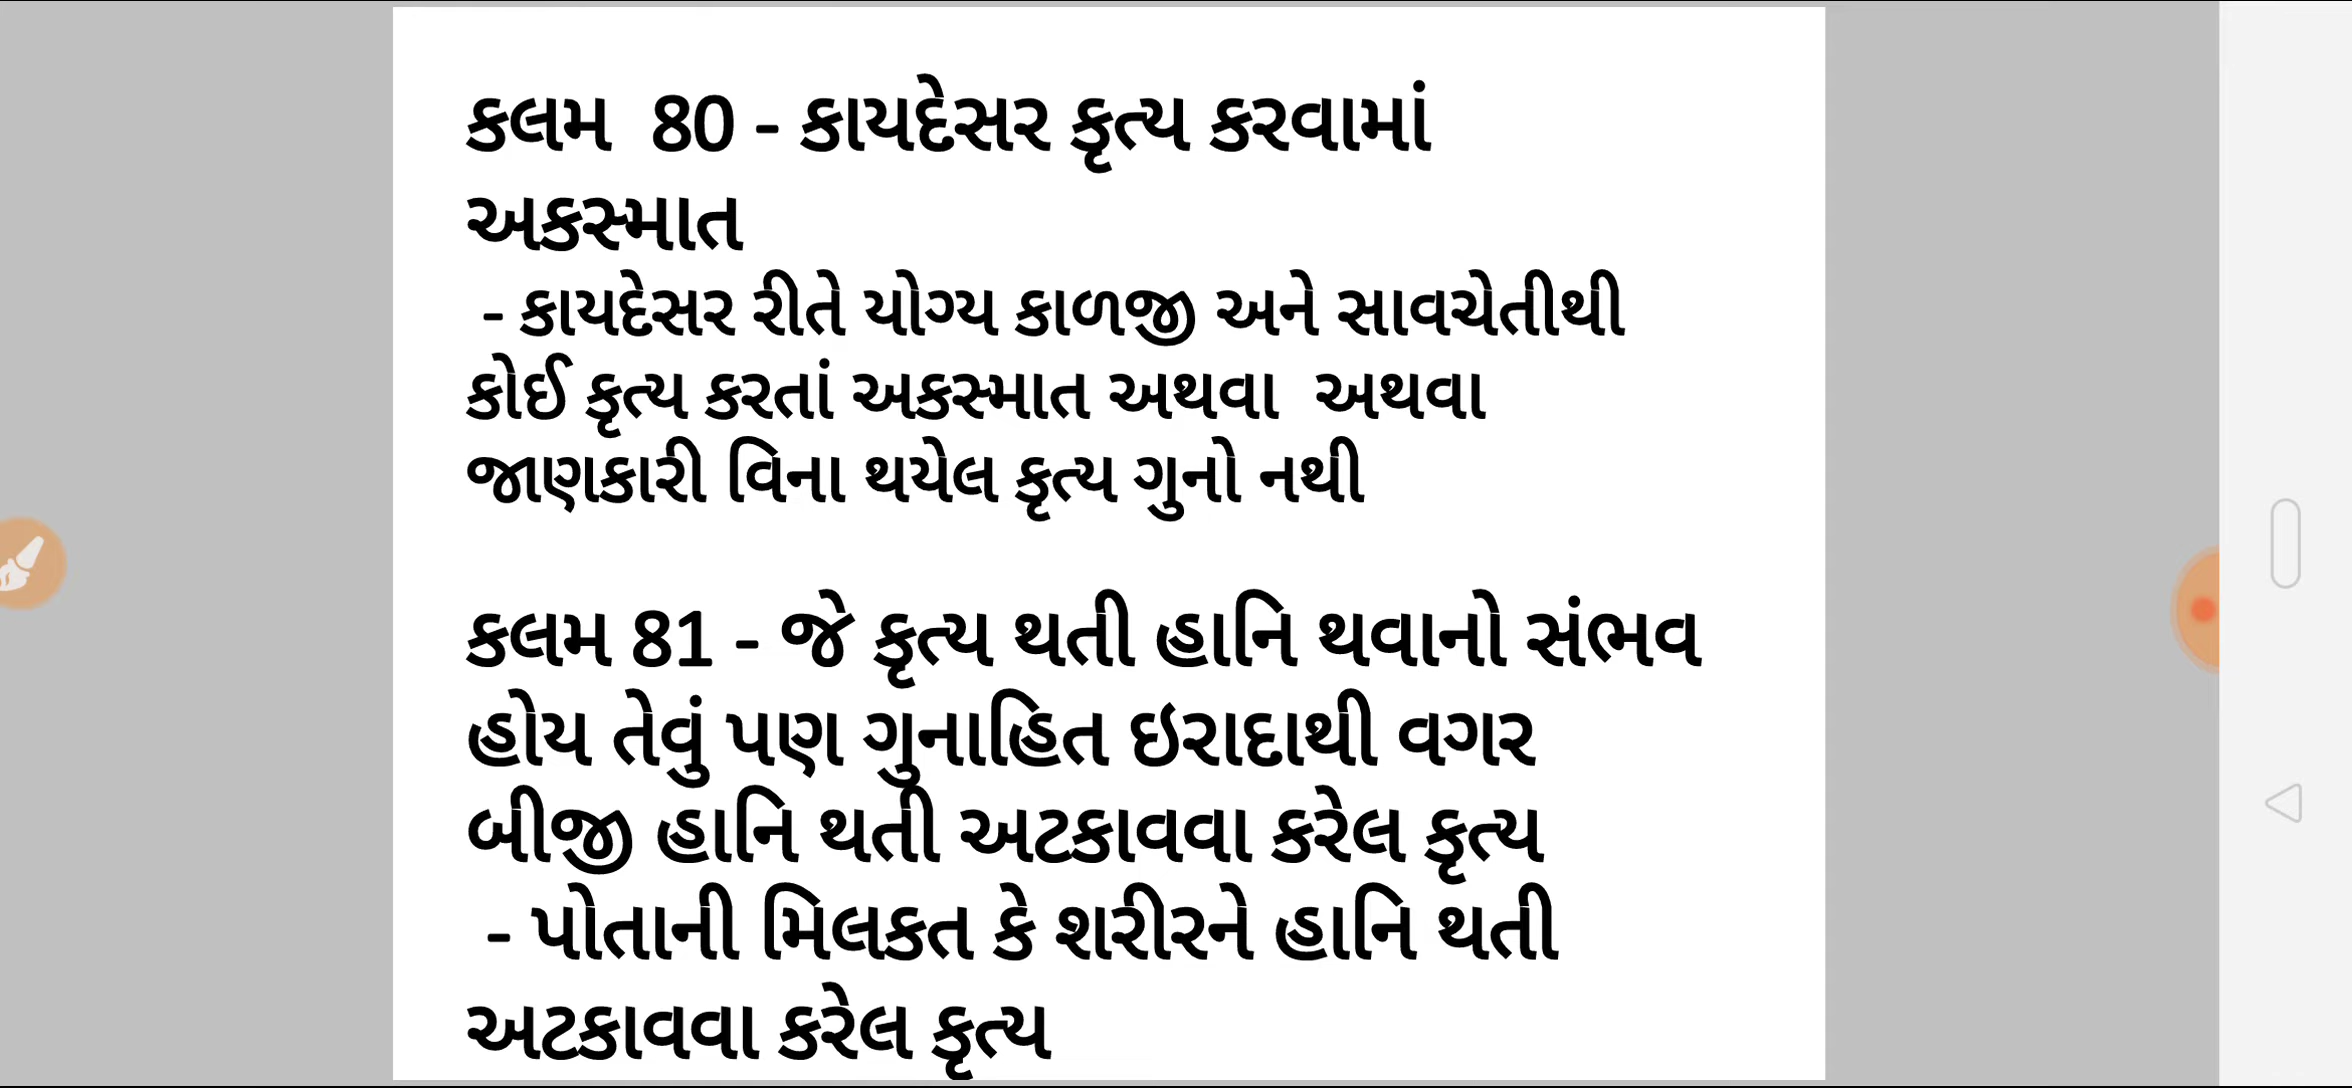 કલમ  80 - કાયદેસર કૃત્ય કરવામાં
અકસ્માત
- કાયદેસર રીતે યોગ્ય કાળજી અને સાવચેતીથી
કોઈ કૃત્ય કરતાં અકસ્માત અથવા  અથવા
જાણકારી વિના થયેલ કૃત્ય ગુનો નથી
કલમ 81 - જે કૃત્ય થતી હાનિ થવાનો સંભવ
હોય તેવું પણ ગુનાહિત ઇરાદાથી વગર
બીજી હાનિ થતી અટકાવવા કરેલ કૃત્ય
- પોતાની મિલકત કે શરીરને હાનિ થતી
અટકાવવા કરેલ કૃત્ય